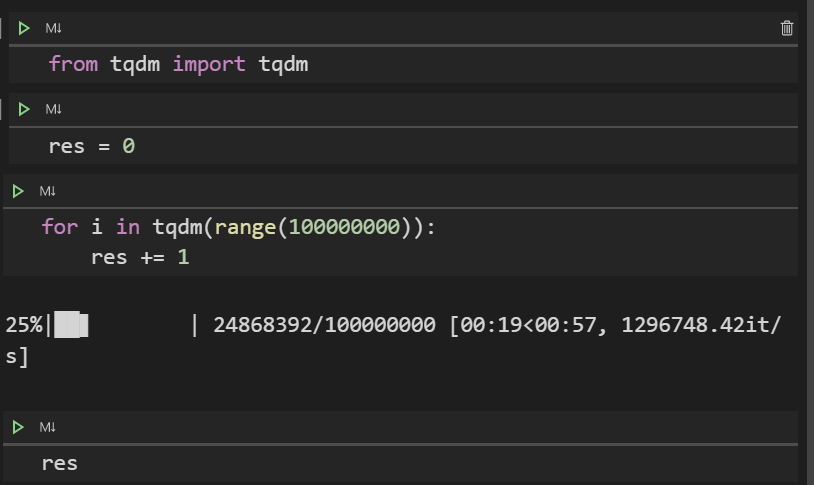 M↓
from tqdm import tqdm
M↓
res = 0
M↓
for i in tqdm(range(100000000)):
    res += 1
25%|██▌       | 24868392/100000000 [00:19<00:57, 1296748.42it/
s]
M↓
res